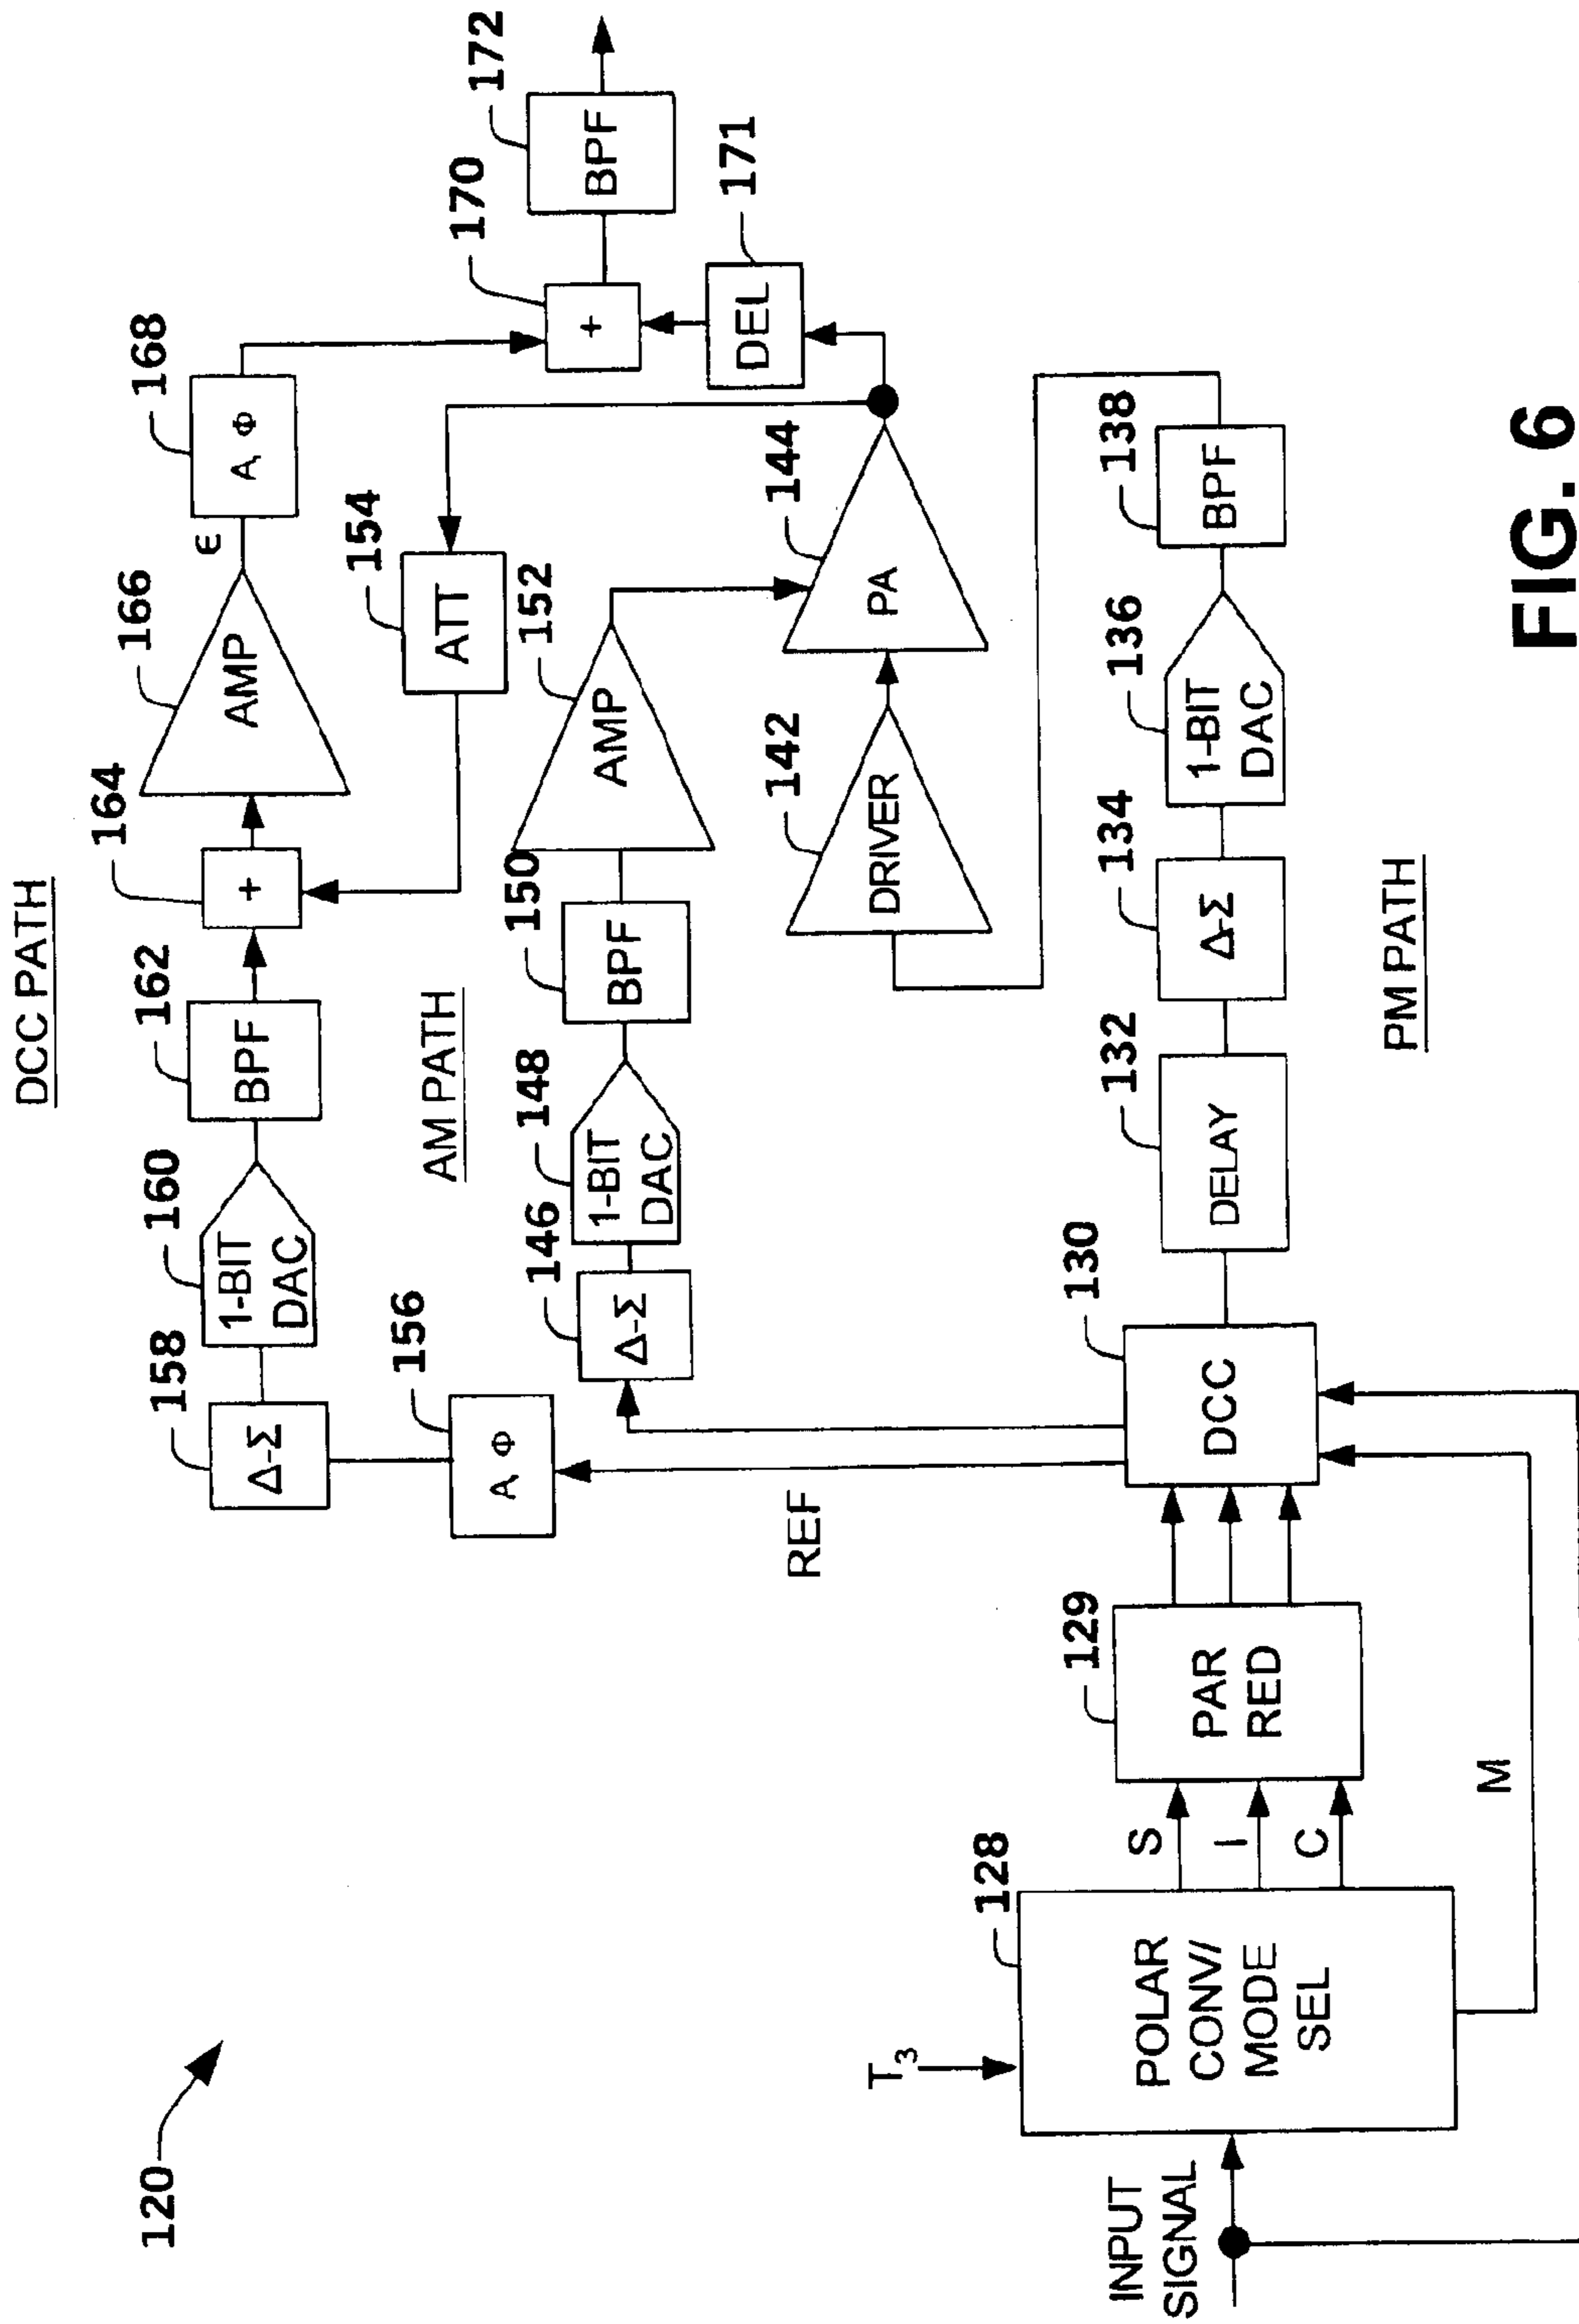 120
INPUT
SIGNAL
T3
128
POLAR
CONV/
MODE
SEL
S
I
C
M
129
PAR
RED
130
DCC
REF
DCC PATH
156
A Φ
158
Δ-Σ
160
1-BIT
DAC
162
BPF
164
+
166
AMP
ϵ
168
A, Φ
AM PATH
146
Δ-Σ
148
1-BIT
DAC
150
BPF
152
AMP
154
ATT
142
DRIVER
144
PA
170
+
171
DEL
172
BPF
132
DELAY
134
Δ-Σ
136
1-BIT
DAC
138
BPF
PM PATH
FIG. 6